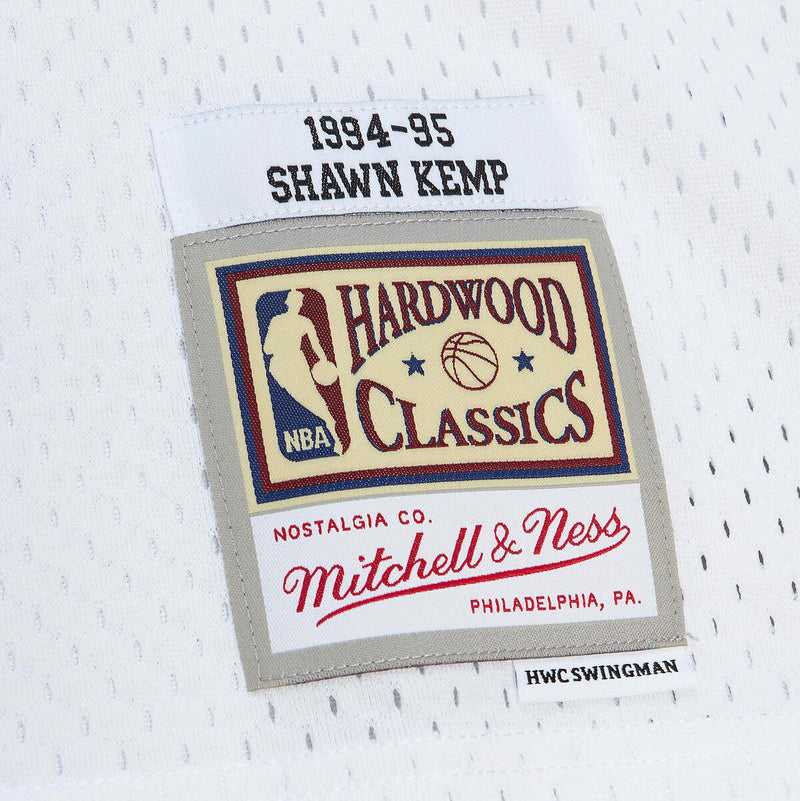 1994-95
SHAWN KEMP
HARDWOOD
CLASSICS
NBA
NOSTALGIA CO.
Mitchell & Ness
PHILADELPHIA, PA.
HWC SWINGMAN